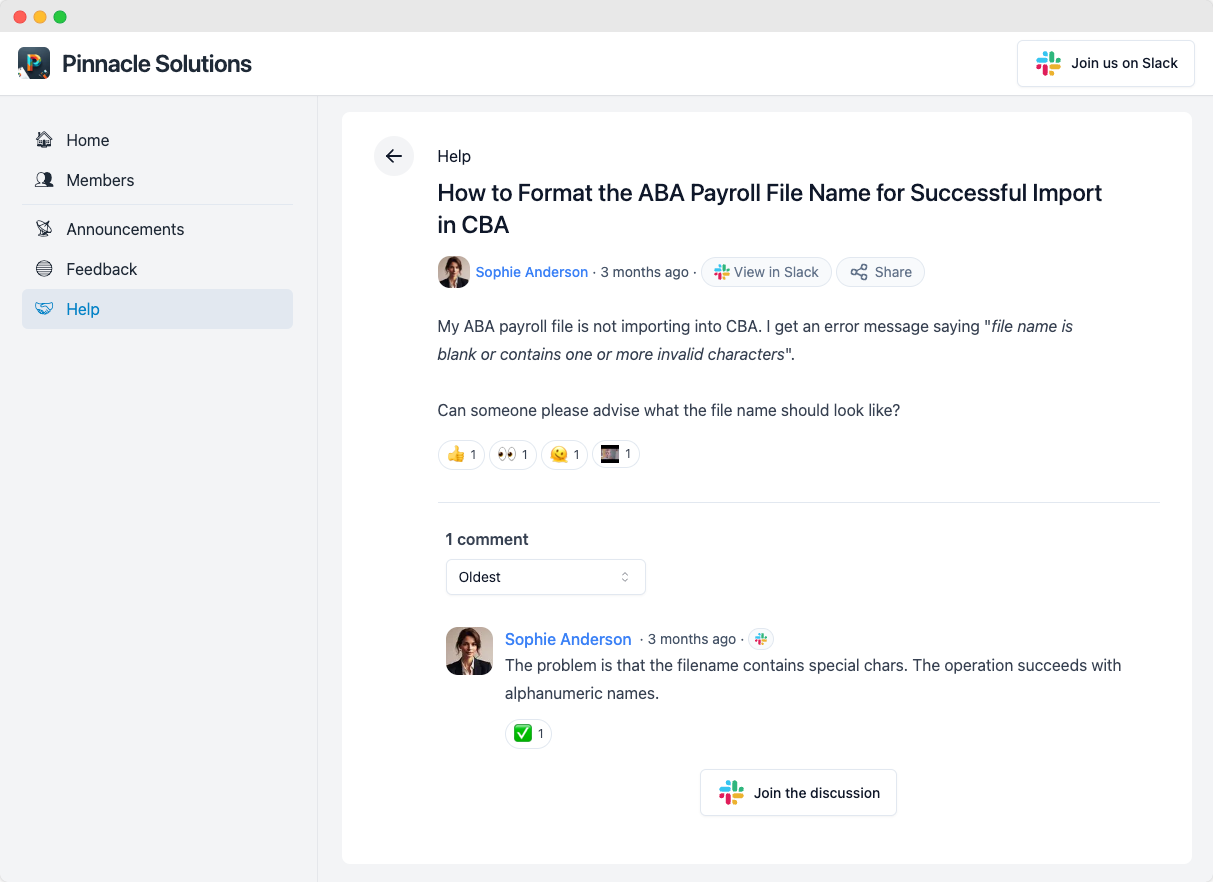 Pinnacle Solutions
Join us on Slack
Home
Members
Announcements
Feedback
Help
Help
How to Format the ABA Payroll File Name for Successful Import
in CBA
Sophie Anderson · 3 months ago · View in Slack Share
My ABA payroll file is not importing into CBA. I get an error message saying "file name is
blank or contains one or more invalid characters".
Can someone please advise what the file name should look like?
1 1 1 1
1 comment
Oldest
Sophie Anderson · 3 months ago ·
The problem is that the filename contains special chars. The operation succeeds with
alphanumeric names.
1
Join the discussion